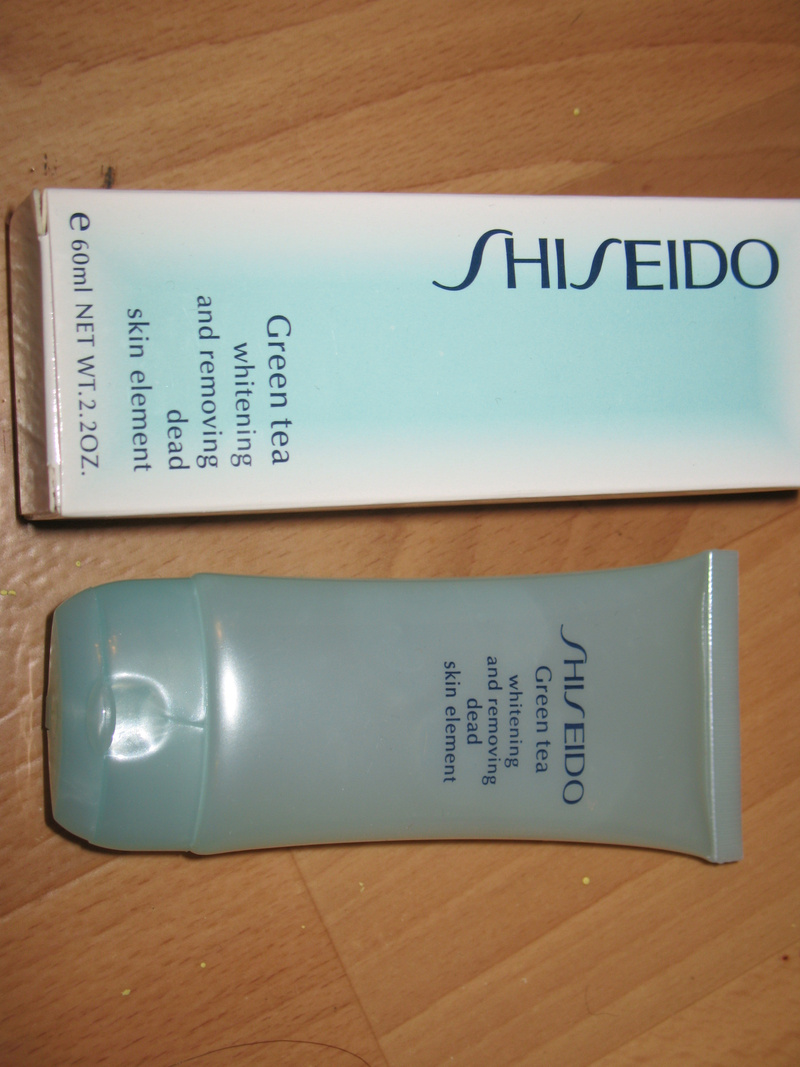 SHISEIDO
Green tea
whitening
and removing
dead
skin element
e 60ml NET WT.2.2OZ.
SHISEIDO
Green tea
whitening
and removing
dead
skin element